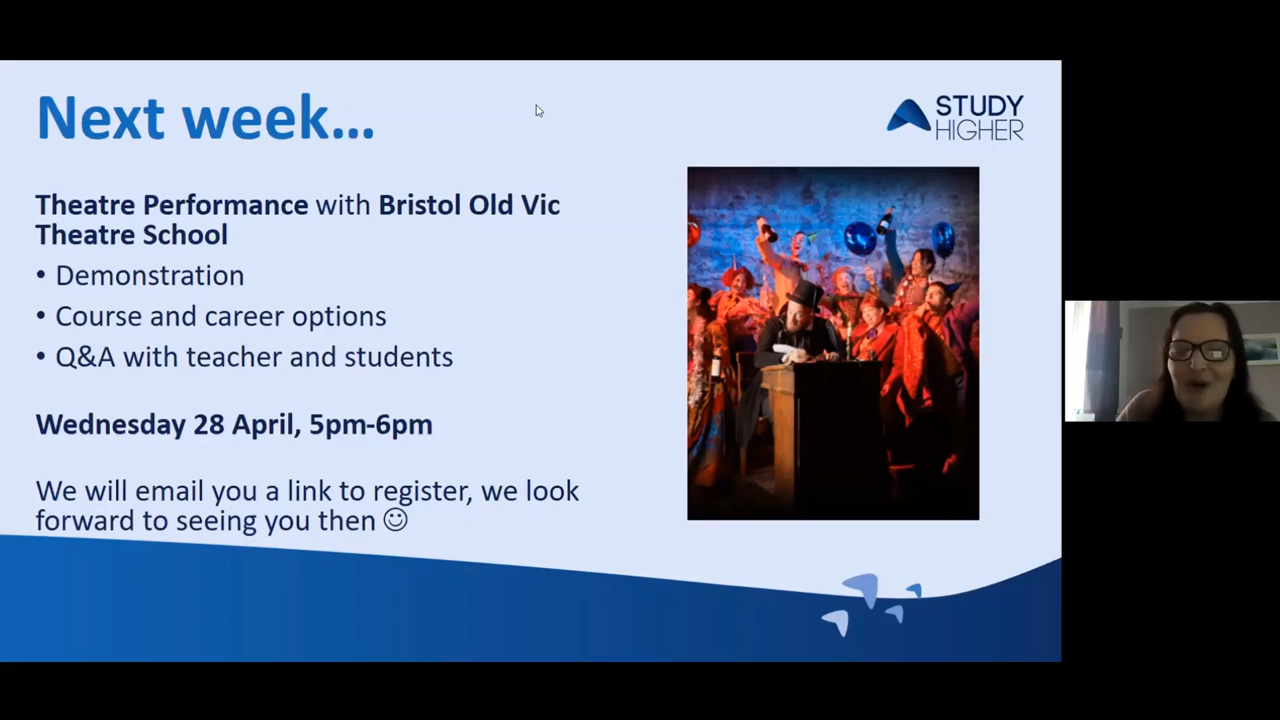 Next week...
STUDY
HIGHER
Theatre Performance with Bristol Old Vic
Theatre School
• Demonstration
• Course and career options
• Q&A with teacher and students
Wednesday 28 April, 5pm-6pm
We will email you a link to register, we look
forward to seeing you then ☺